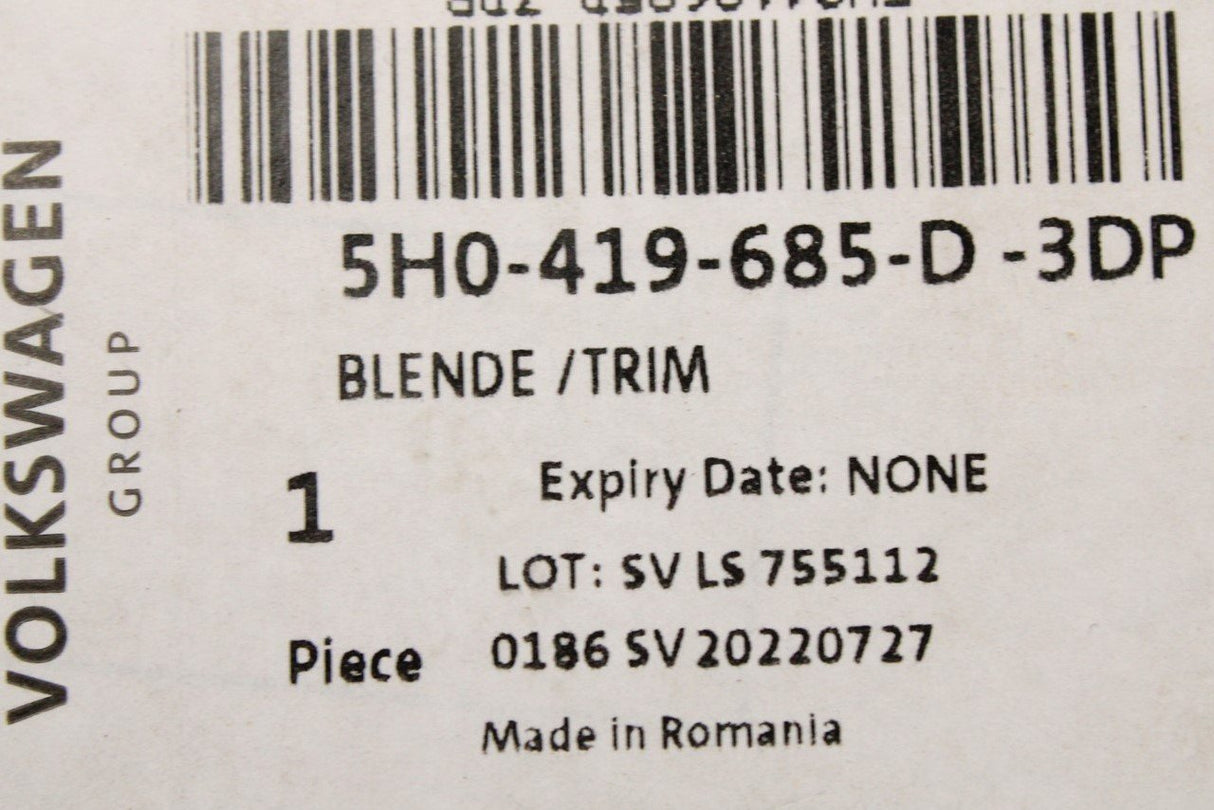 5H0-419-685-D -3DP
BLENDE /TRIM
1
Expiry Date: NONE
LOT: SV LS 755112
Piece
0186 SV 20220727
Made in Romania
VOLKSWAGEN
GROUP